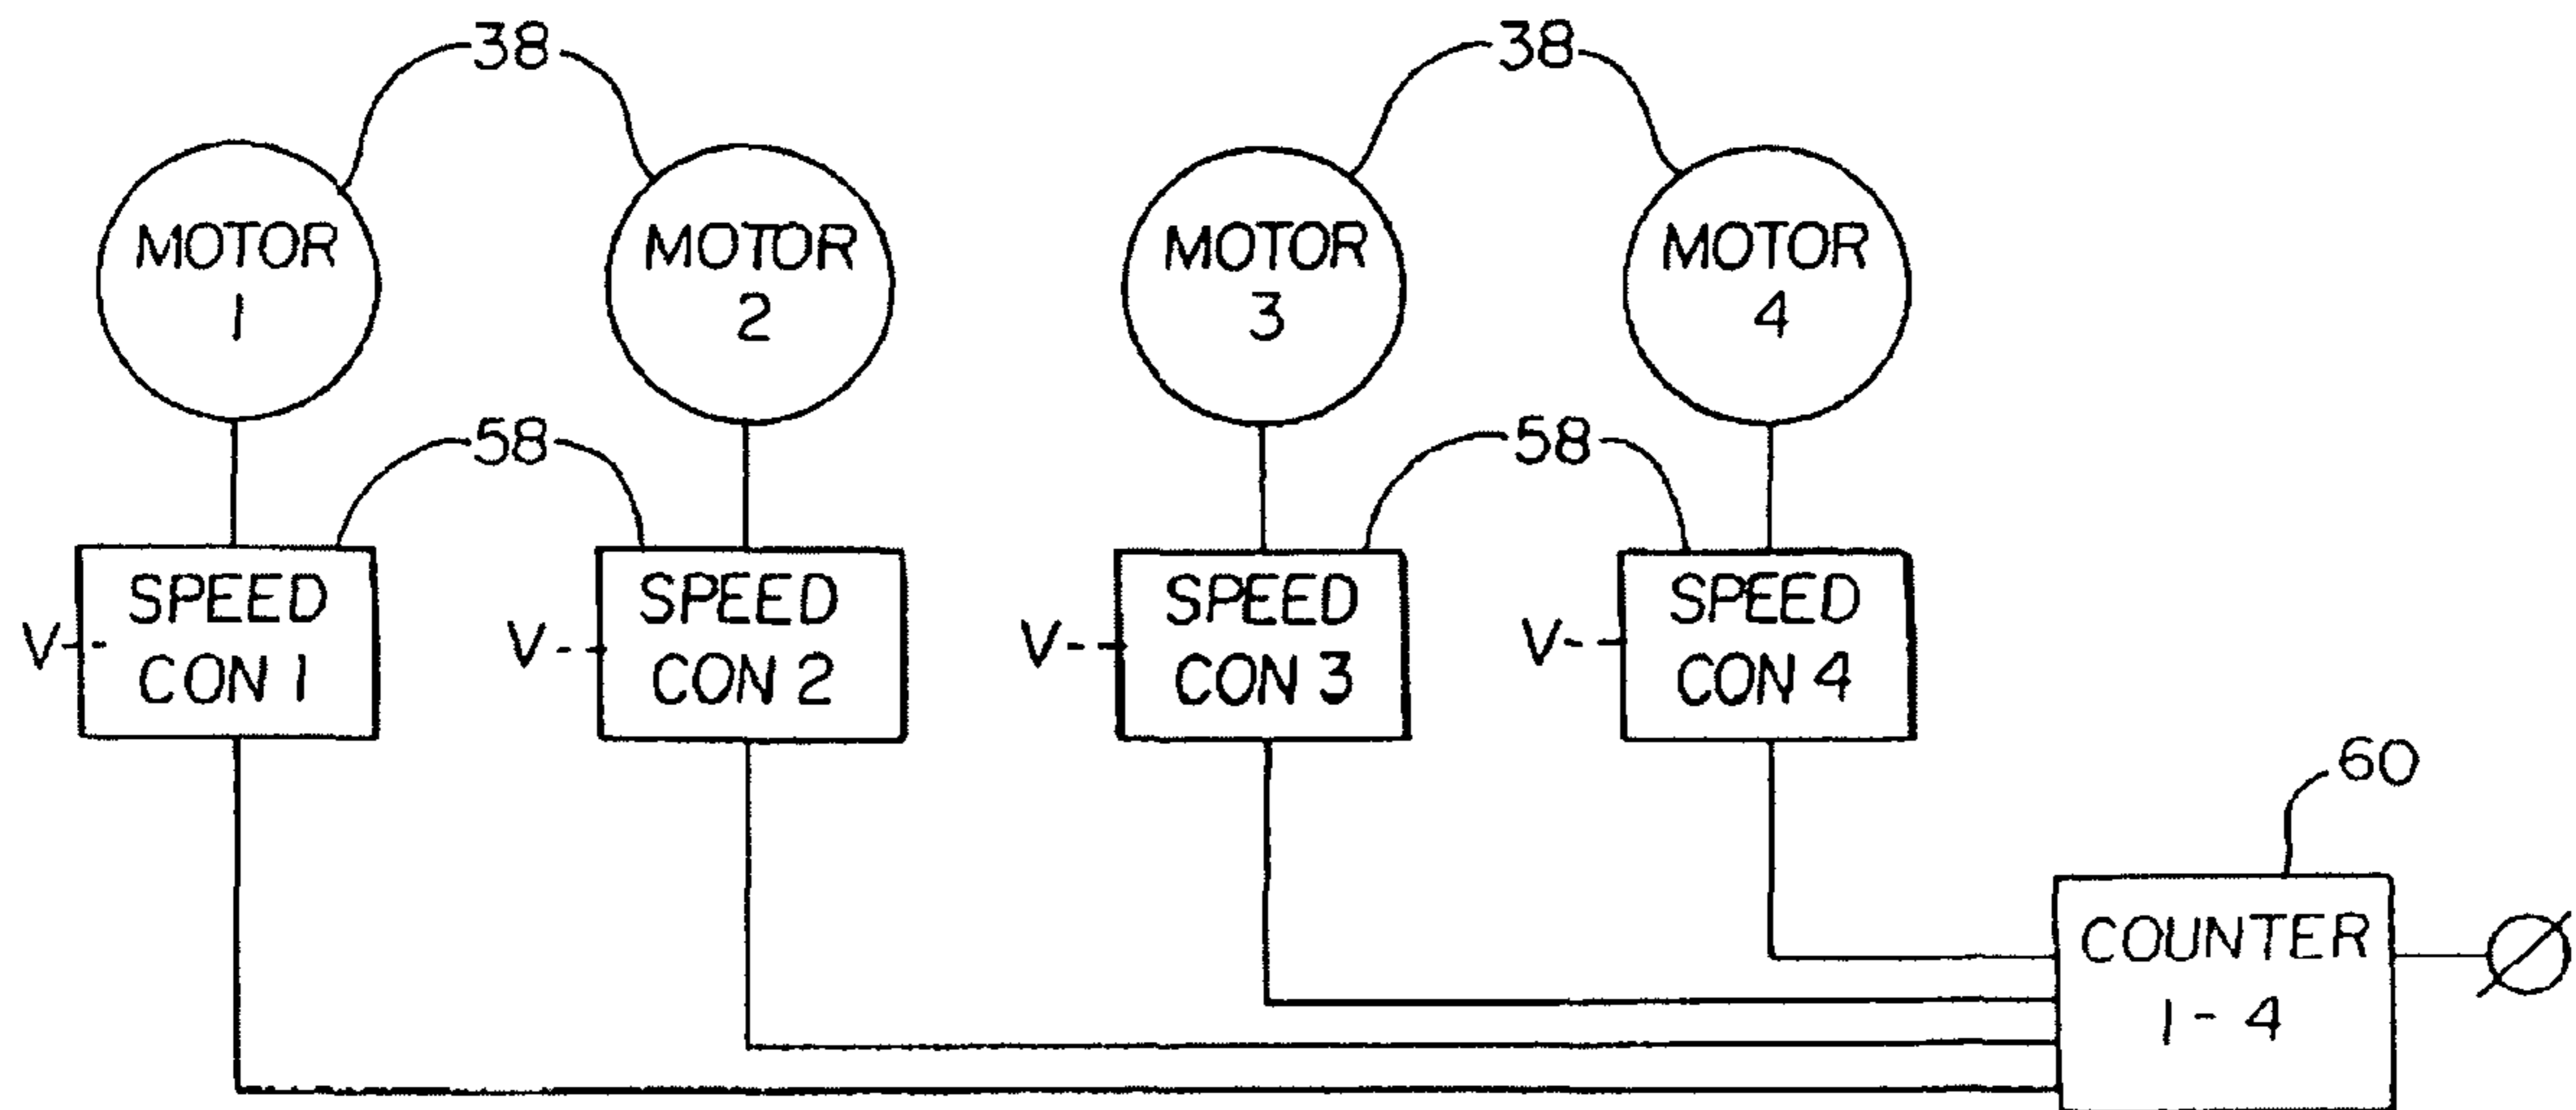 38 38
MOTOR 1
MOTOR 2
MOTOR 3
MOTOR 4
58 58
V-- SPEED CON 1
V-- SPEED CON 2
V-- SPEED CON 3
V-- SPEED CON 4
60
COUNTER
1-4